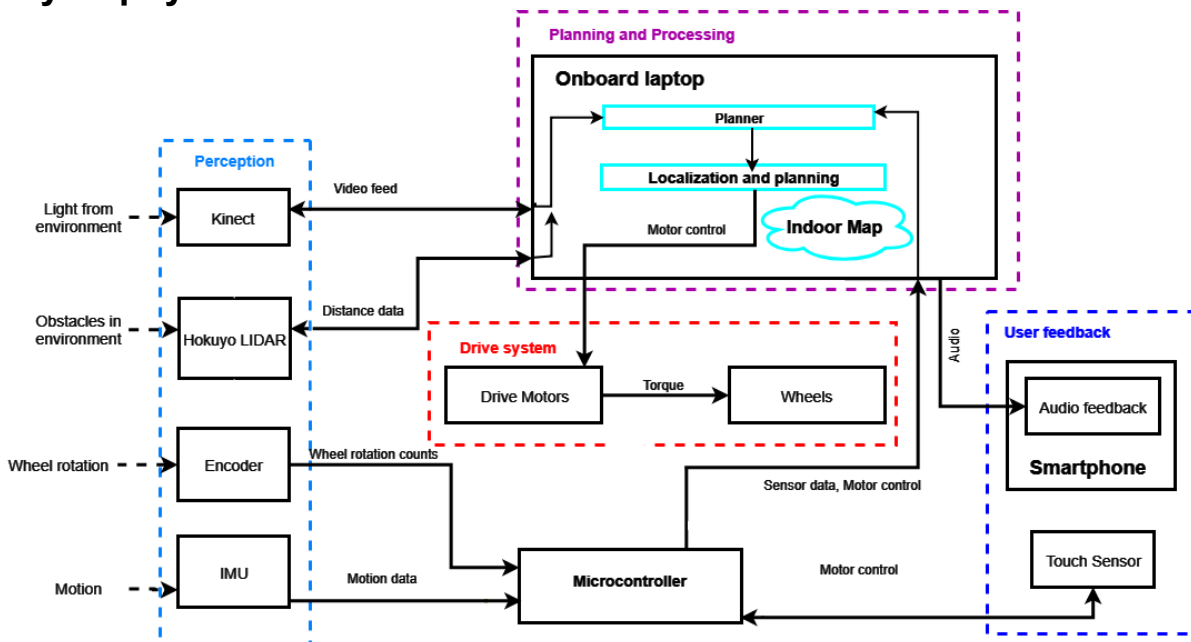 Planning and Processing
Onboard laptop
Planner
Perception
Localization and planning
Video feed
Light from
environment
Kinect
Motor control
Indoor Map
Distance data
Obstacles in
environment
Hokuyo LIDAR
Drive system
Audio
User feedback
Drive Motors
Torque
Wheels
Audio feedback
Smartphone
Wheel rotation
Encoder
Wheel rotation counts
Sensor data, Motor control
Touch Sensor
IMU
Motion
Motion data
Microcontroller
Motor control